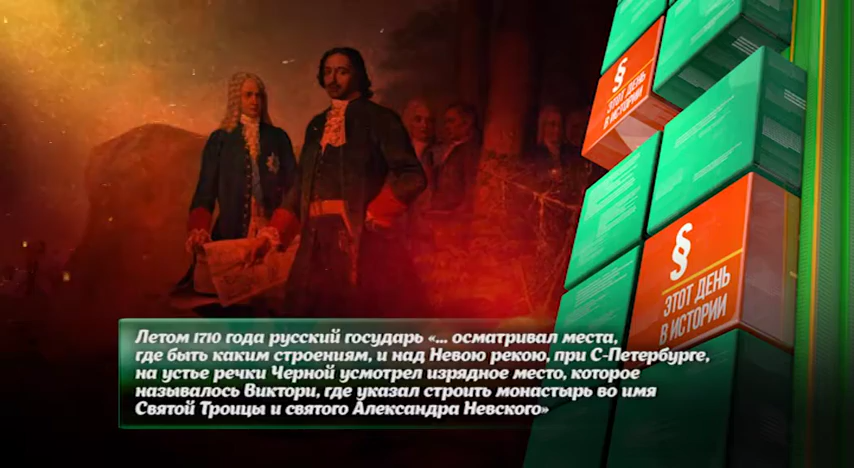 §
ЭТОТ ДЕНЬ
В ИСТОРИИ
§
ЭТОТ ДЕНЬ
В ИСТОРИИ
Летом 1710 года русский государь «... осматривал места,
где быть каким строениям, и над Невою рекою, при С-Петербурге,
на устье речки Черной усмотрел изрядное место, которое
называлось Виктори, где указал строить монастырь во имя
Святой Троицы и святого Александра Невского»